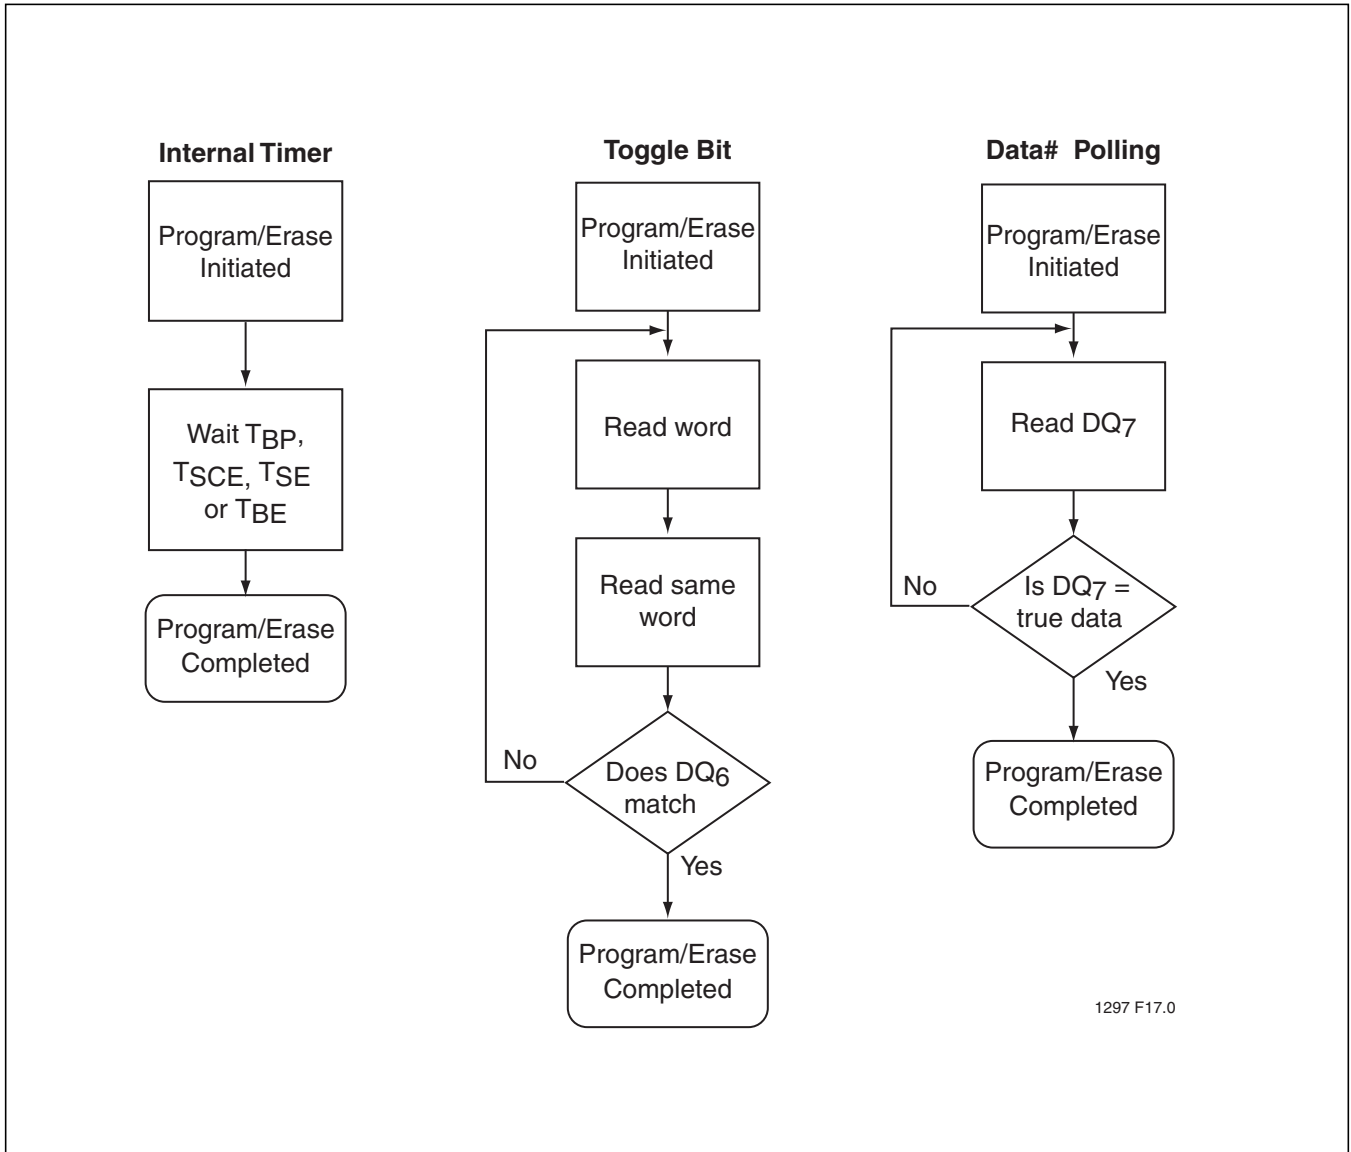 Internal Timer
Program/Erase
Initiated
Wait TBP,
TSCE, TSE
or TBE
Program/Erase
Completed
Toggle Bit
Program/Erase
Initiated
Read word
Read same
word
Does DQ6
match
No
Yes
Program/Erase
Completed
Data# Polling
Program/Erase
Initiated
Read DQ7
Is DQ7 =
true data
No
Yes
Program/Erase
Completed
1297 F17.0